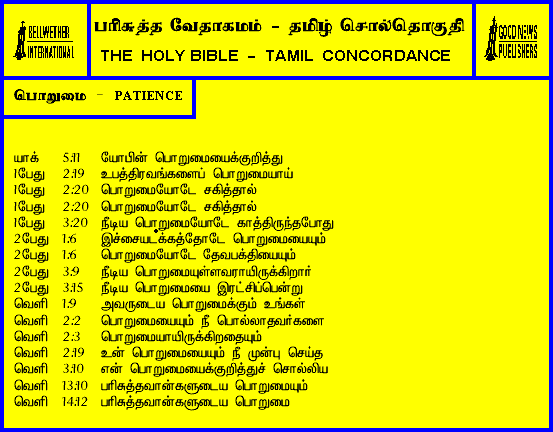 BELLWETHER
INTERNATIONAL
பரிசுத்த வேதாகமம் - தமிழ் சொல்தொகுதி
THE HOLY BIBLE - TAMIL CONCORDANCE
GOOD NEWS
PUBLISHERS
பொறுமை - PATIENCE
யாக் 5:11 யோபின் பொறுமையைக்குறித்து
1பேது 2:19 உபத்திரவங்களைப் பொறுமையாய்
1பேது 2:20 பொறுமையோடே சகித்தால்
1பேது 2:20 பொறுமையோடே சகித்தால்
1பேது 3:20 நீடிய பொறுமையோடே காத்திருந்தபோது
2பேது 1:6 இச்சையடக்கத்தோடே பொறுமையையும்
2பேது 1:6 பொறுமையோடே தேவபக்தியையும்
2பேது 3:9 நீடிய பொறுமையுள்ளவராயிருக்கிறார்
2பேது 3:15 நீடிய பொறுமையை இரட்சிப்பென்று
வெளி 1:9 அவருடைய பொறுமைக்கும் உங்கள்
வெளி 2:2 பொறுமையையும் நீ பொல்லாதவர்களை
வெளி 2:3 பொறுமையாயிருக்கிறதையும்
வெளி 2:19 உன் பொறுமையையும் நீ முன்பு செய்த
வெளி 3:10 என் பொறுமையைக்குறித்துச் சொல்லிய
வெளி 13:10 பரிசுத்தவான்களுடைய பொறுமையும்
வெளி 14:12 பரிசுத்தவான்களுடைய பொறுமை